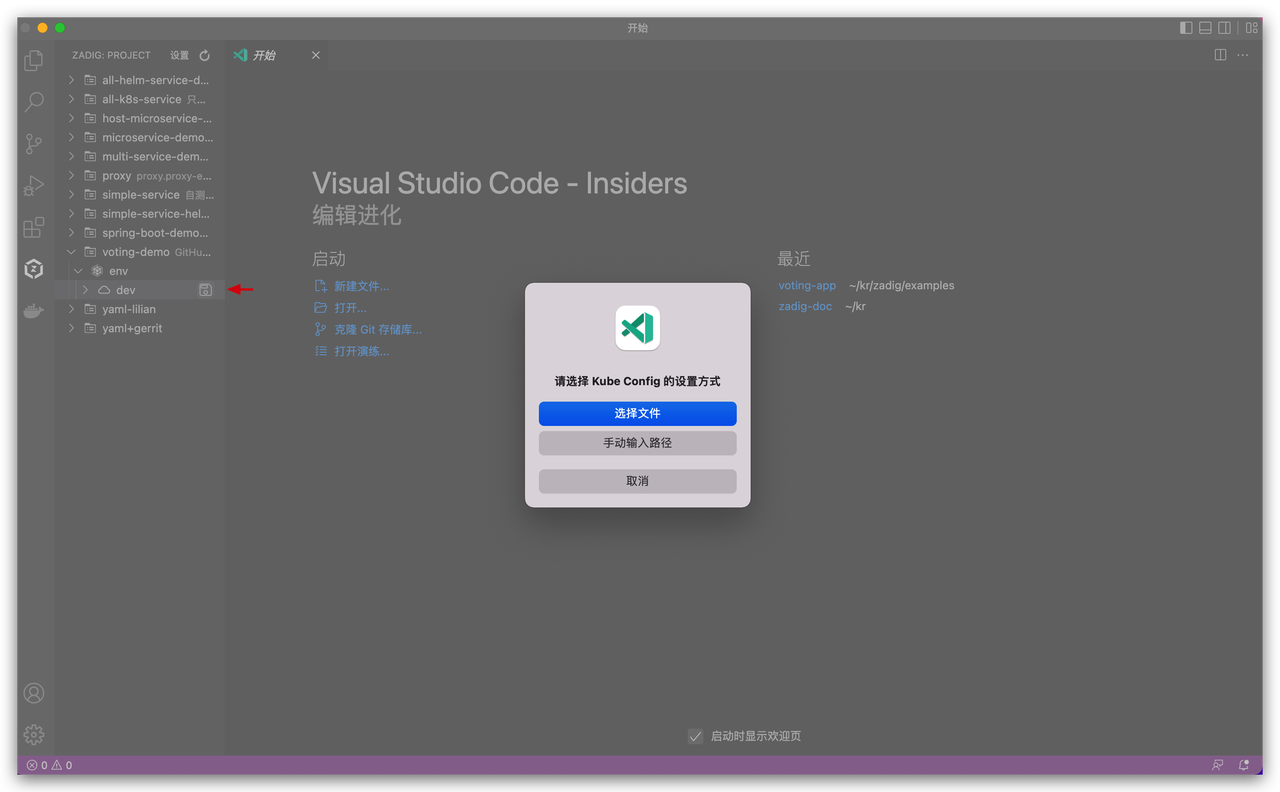 开始
ZADIG: PROJECT 设置
开始
all-helm-service-d...
all-k8s-service 只...
host-microservice-...
microservice-demo...
multi-service-dem...
proxy proxy.proxy-e...
simple-service 自测...
simple-service-hel...
spring-boot-demo...
voting-demo GitHu...
env
dev
yaml-lilian
yaml+gerrit
Visual Studio Code - Insiders
编辑进化
启动
新建文件...
打开...
克隆 Git 存储库...
打开演练...
最近
voting-app ~/kr/zadig/examples
zadig-doc ~/kr
请选择 Kube Config 的设置方式
选择文件
手动输入路径
取消
启动时显示欢迎页
0 0